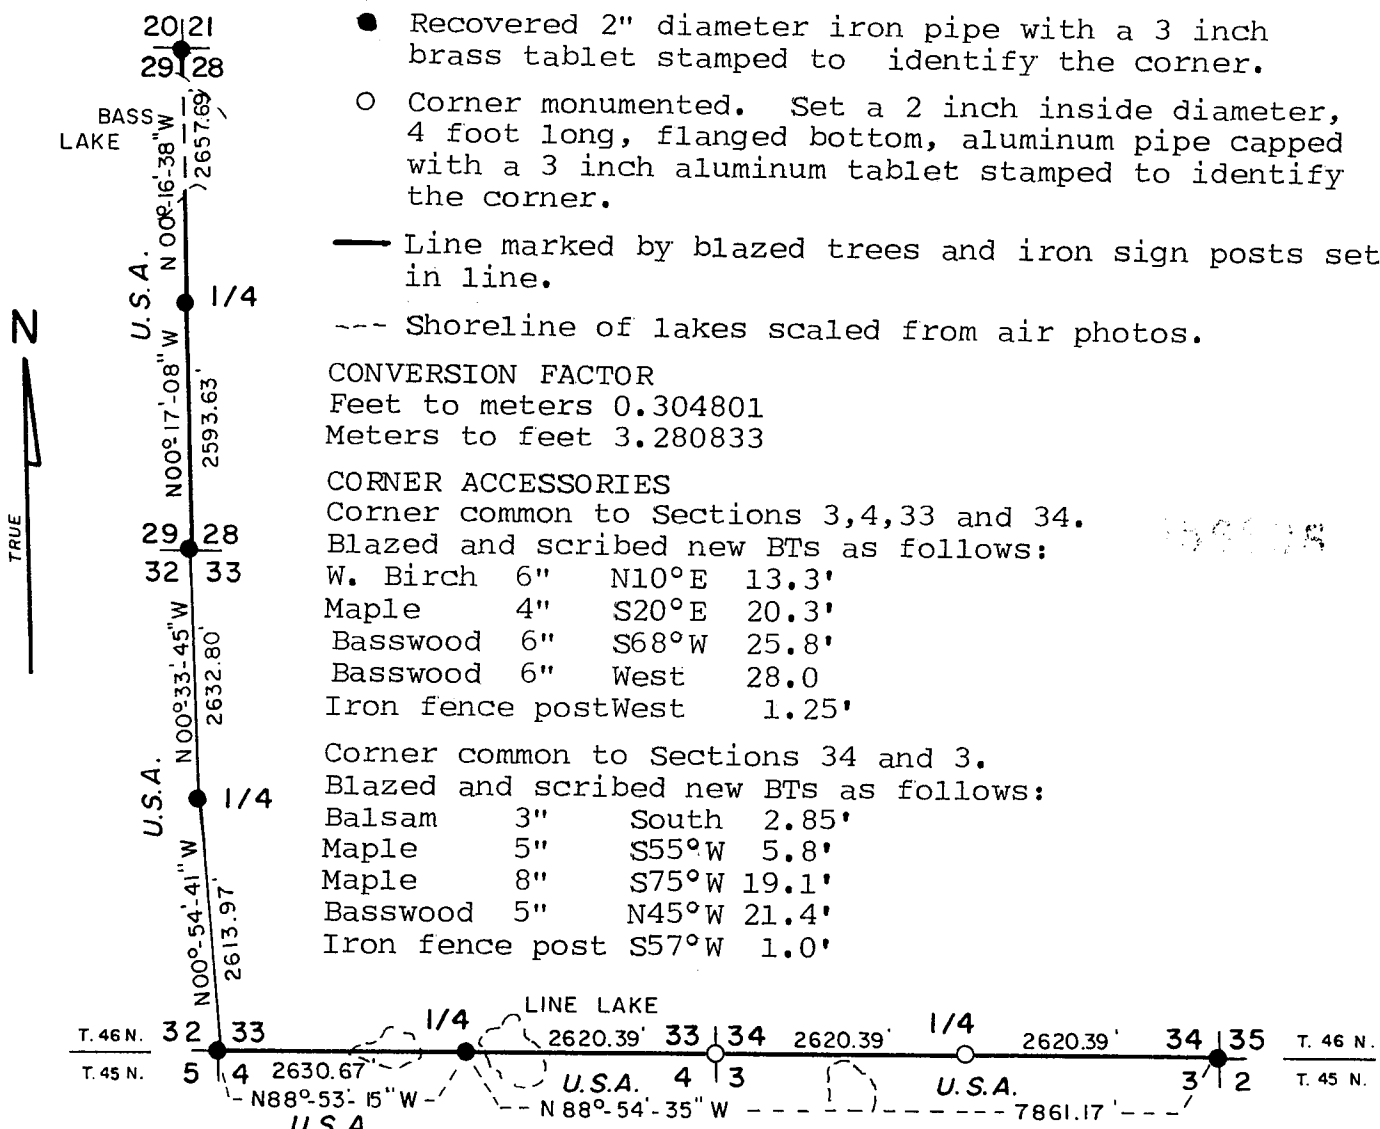 20 21
29 28
BASS
LAKE
N 00°-16'-38" W
2657.69'
U.S.A.
1/4
N
TRUE
N00°-17'-08" W
2593.63'
29 28
32 33
N00°-33'-45" W
2632.80'
U.S.A.
1/4
N00°-54'-41" W
2613.97'
Recovered 2" diameter iron pipe with a 3 inch
brass tablet stamped to identify the corner.
Corner monumented. Set a 2 inch inside diameter,
4 foot long, flanged bottom, aluminum pipe capped
with a 3 inch aluminum tablet stamped to identify
the corner.
Line marked by blazed trees and iron sign posts set
in line.
--- Shoreline of lakes scaled from air photos.
CONVERSION FACTOR
Feet to meters 0.304801
Meters to feet 3.280833
CORNER ACCESSORIES
Corner common to Sections 3,4,33 and 34.
Blazed and scribed new BTs as follows:
W. Birch 6" N10°E 13.3'
Maple 4" S20°E 20.3'
Basswood 6" S68°W 25.8'
Basswood 6" West 28.0
Iron fence post West 1.25'
Corner common to Sections 34 and 3.
Blazed and scribed new BTs as follows:
Balsam 3" South 2.85'
Maple 5" S55°W 5.8'
Maple 8" S75°W 19.1'
Basswood 5" N45°W 21.4'
Iron fence post S57°W 1.0'
LINE LAKE
T. 46 N. 32 33 1/4 2620.39' 33 34 2620.39' 1/4 2620.39' 34 35 T. 46 N.
T. 45 N. 5 4 2630.67' U.S.A. 4 3 U.S.A. 3 2 T. 45 N.
N88°-53'-15" W N 88°-54'-35" W 7861.17'
U.S.A.